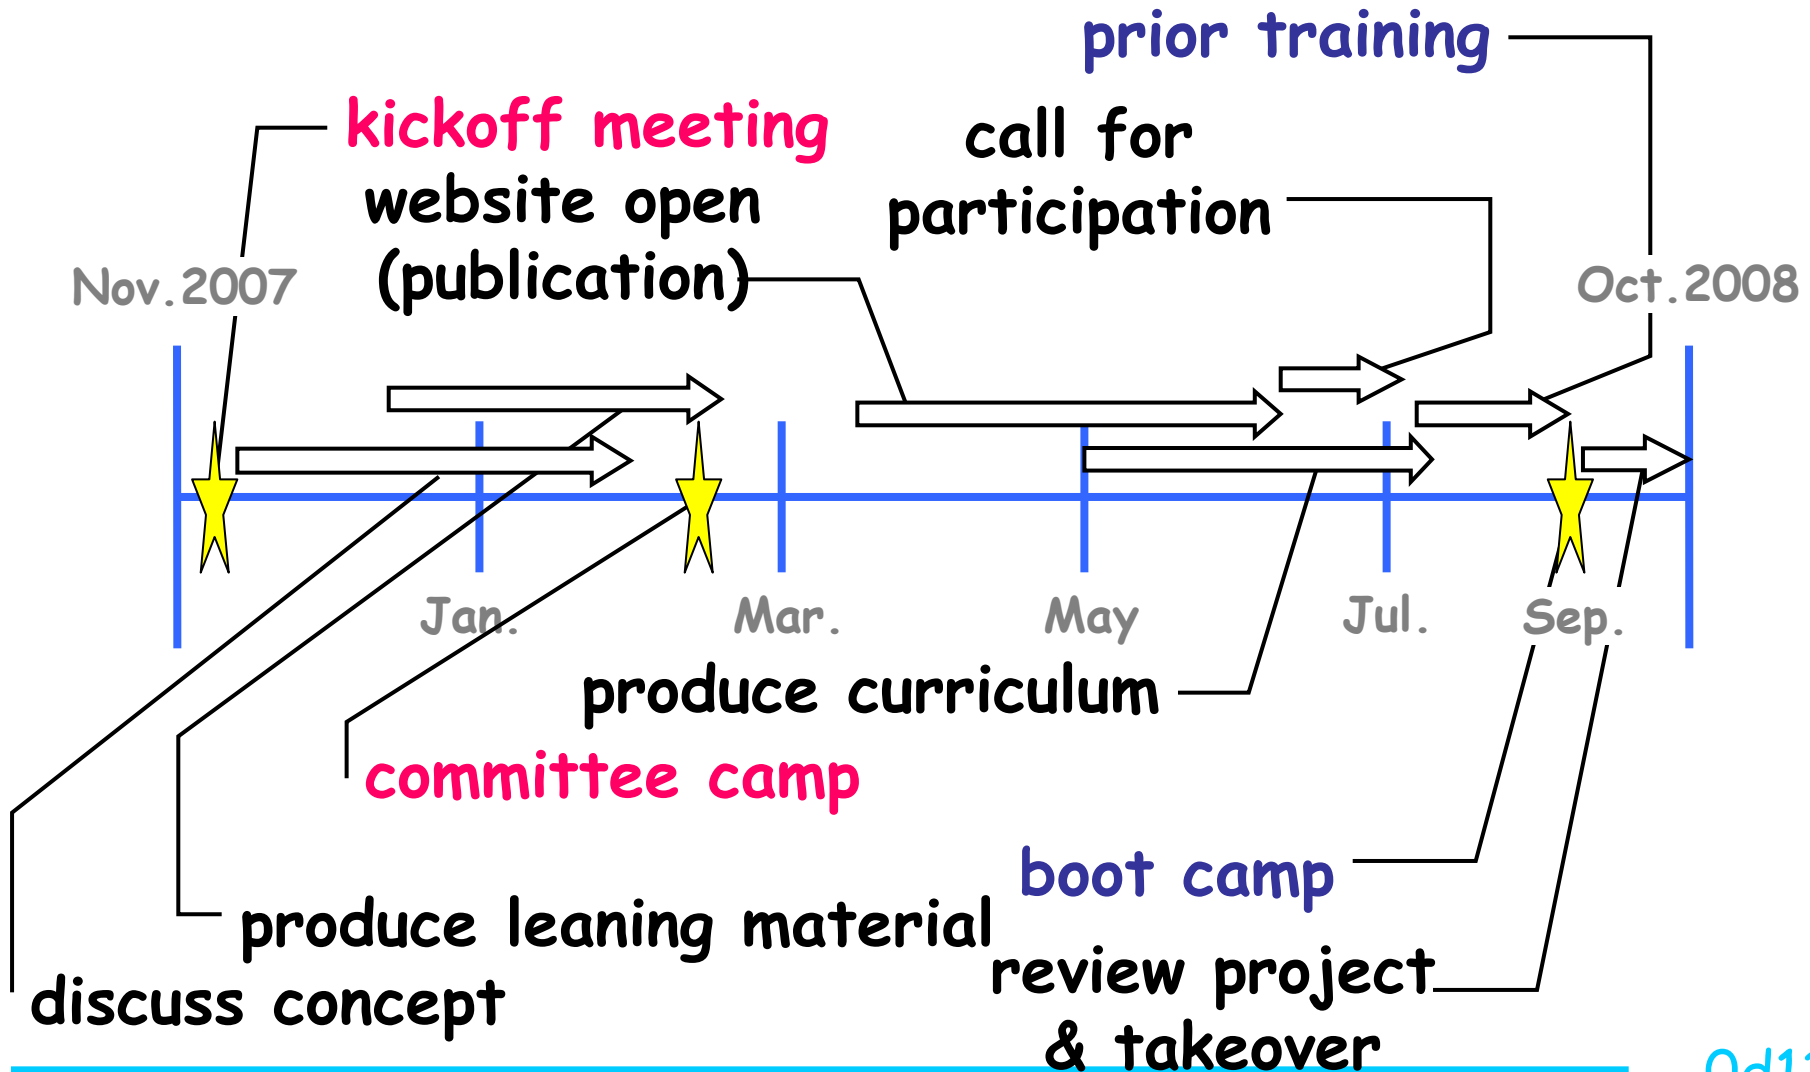 prior training
kickoff meeting
call for
participation
website open
(publication)
Nov.2007
Oct.2008
Jan.
Mar.
May
Jul.
Sep.
produce curriculum
committee camp
boot camp
produce leaning material
review project
discuss concept
& takeover